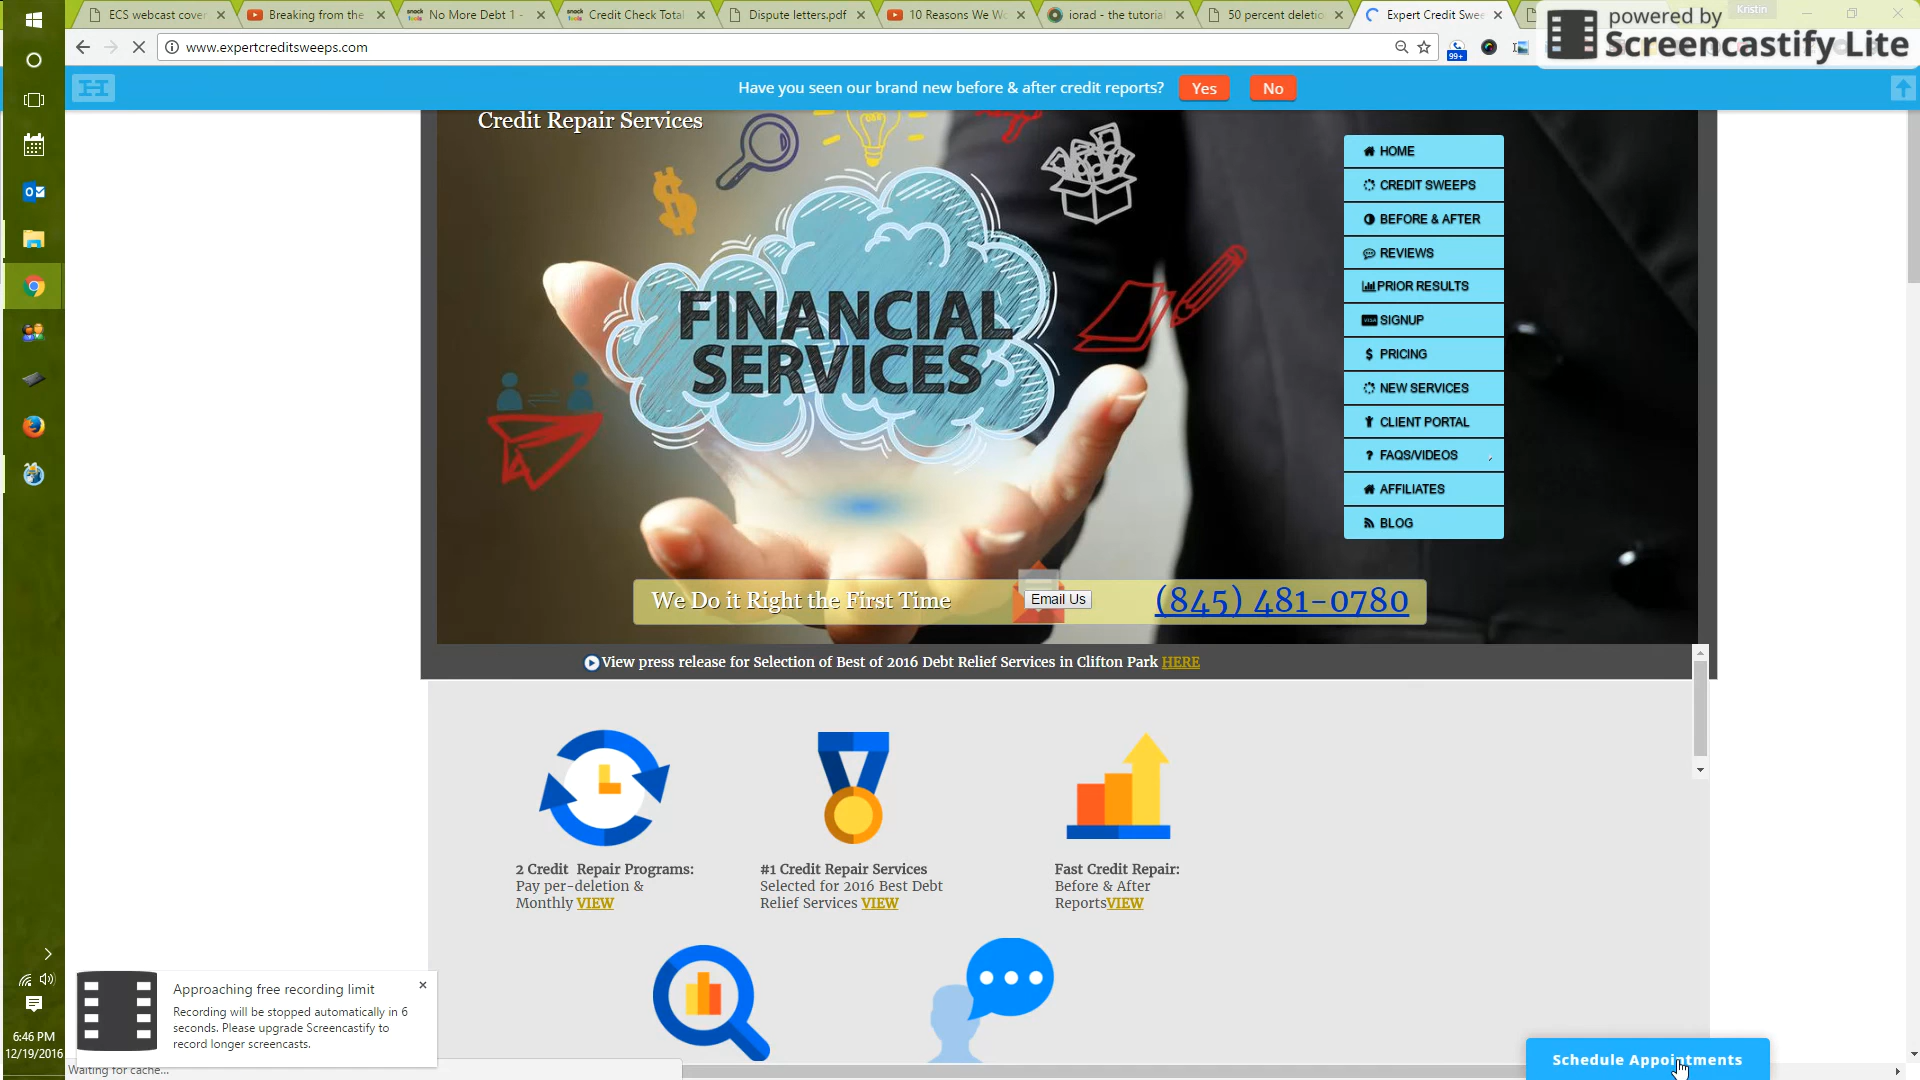 ECS webcast cover
Breaking from the
No More Debt 1 -
Credit Check Total
Dispute letters.pdf
10 Reasons We W
iorad - the tutorial
50 percent deletic
Expert Credit Swee
Kristin
powered by
Screencastify Lite
www.expertcreditsweeps.com
99+
Have you seen our brand new before & after credit reports?
Yes
No
Credit Repair Services
FINANCIAL
SERVICES
HOME
CREDIT SWEEPS
BEFORE & AFTER
REVIEWS
PRIOR RESULTS
SIGNUP
$ PRICING
NEW SERVICES
CLIENT PORTAL
? FAQS/VIDEOS
AFFILIATES
BLOG
We Do it Right the First Time
Email Us
(845) 481-0780
View press release for Selection of Best of 2016 Debt Relief Services in Clifton Park HERE
2 Credit Repair Programs:
Pay per-deletion &
Monthly VIEW
#1 Credit Repair Services
Selected for 2016 Best Debt
Relief Services VIEW
Fast Credit Repair:
Before & After
ReportsVIEW
Approaching free recording limit
Recording will be stopped automatically in 6
seconds. Please upgrade Screencastify to
record longer screencasts.
6:46 PM
12/19/2016
Waiting for cache...
Schedule Appointments